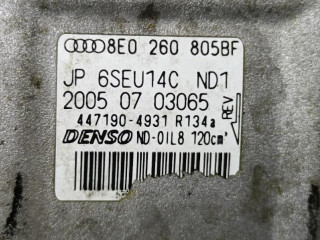 8E0 260 805BF
JP 6SEU14C ND1
2005 07 03065
REV
447190-4931 R134a
DENSO ND-OIL8 120cm³